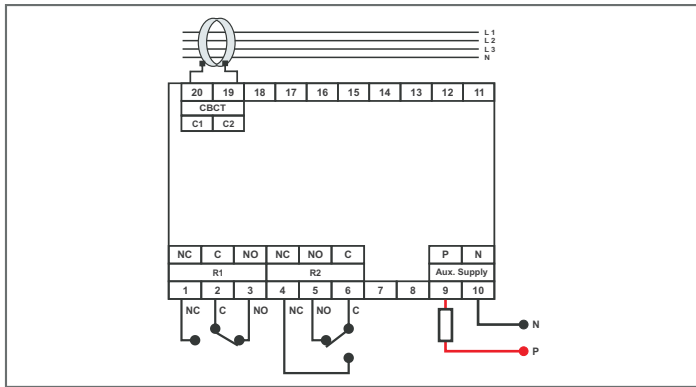 L 1
L 2
L 3
N
20 19 18 17 16 15 14 13 12 11
CBCT
C1 C2
NC C NO NC NO C P N
R1 R2 Aux. Supply
1 2 3 4 5 6 7 8 9 10
NC C NO NC NO C
N
P